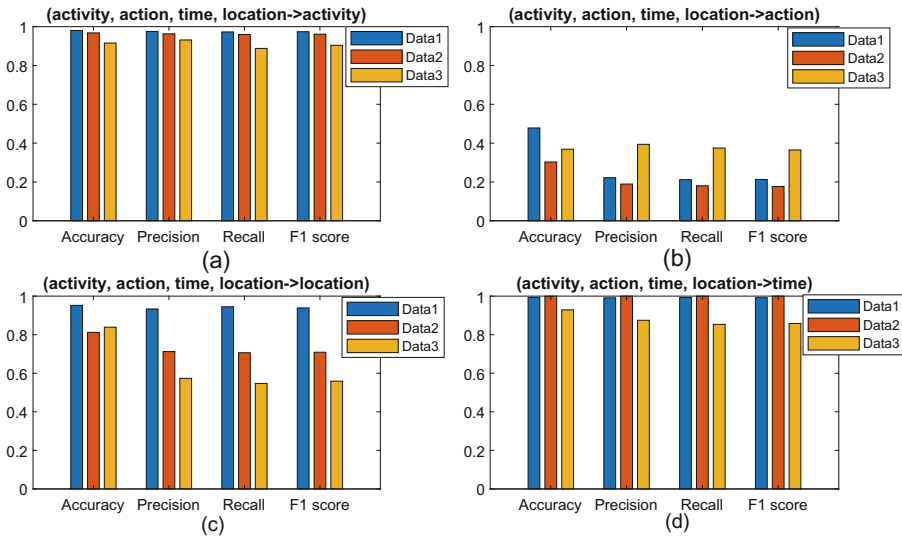 (activity, action, time, location->activity)
1
0.8
0.6
0.4
0.2
0
Accuracy Precision Recall F1 score
Data1
Data2
Data3
(a)
(activity, action, time, location->action)
1
0.8
0.6
0.4
0.2
0
Accuracy Precision Recall F1 score
Data1
Data2
Data3
(b)
(activity, action, time, location->location)
1
0.8
0.6
0.4
0.2
0
Accuracy Precision Recall F1 score
Data1
Data2
Data3
(c)
(activity, action, time, location->time)
1
0.8
0.6
0.4
0.2
0
Accuracy Precision Recall F1 score
Data1
Data2
Data3
(d)